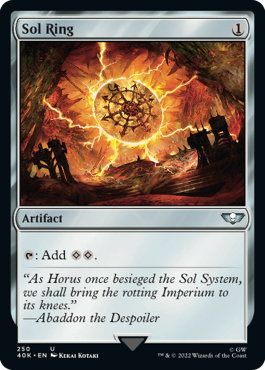 Sol Ring 1
Artifact
: Add .
“As Horus once besieged the Sol System,
we shall bring the rotting Imperium to
its knees.”
—Abaddon the Despoiler
250 U
40K • EN KEKAI KOTAKI
© GW
™ & © 2022 Wizards of the Coast